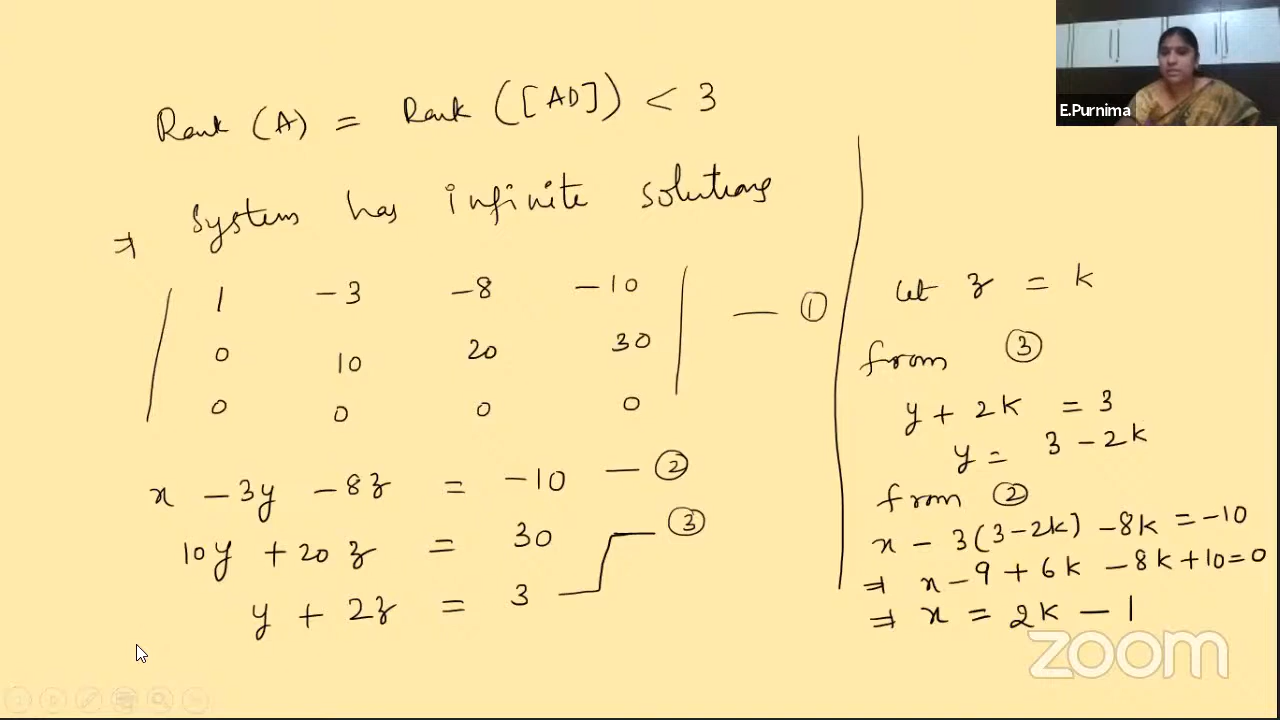 Rank (A) = Rank ([AD]) < 3
⇒ System has infinite solutions
1 -3 -8 -10
0 10 20 30 — ①
0 0 0 0
x - 3y - 8z = -10 — ②
10y + 20z = 30
y + 2z = 3 — ③
let z = k
from ③
y + 2k = 3
y = 3 - 2k
from ②
x - 3(3-2k) - 8k = -10
⇒ x - 9 + 6k - 8k + 10 = 0
⇒ x = 2k - 1
E.Purnima
zoom